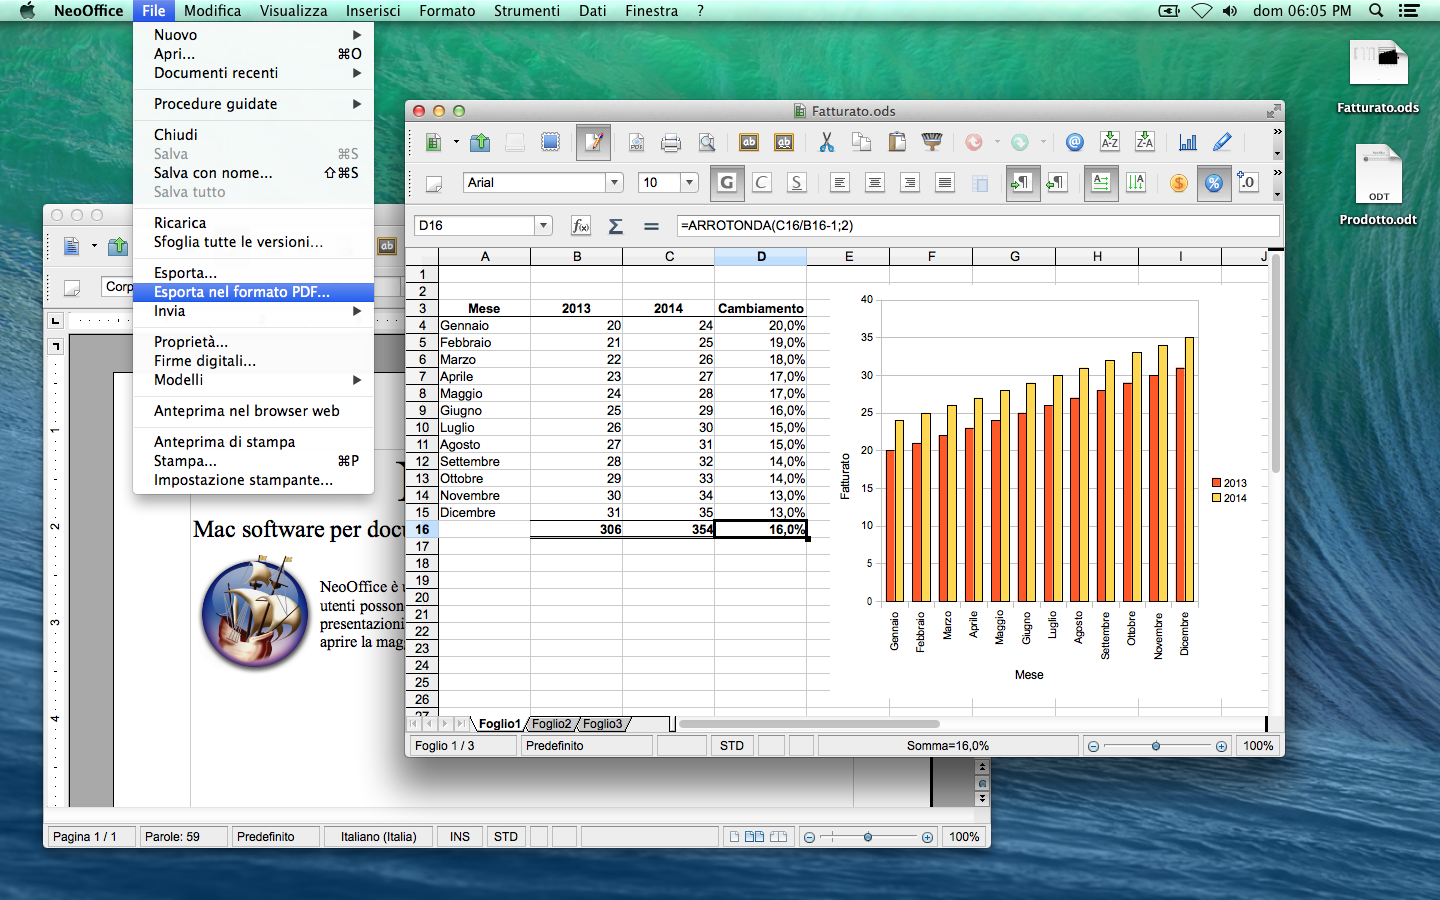 NeoOffice File Modifica Visualizza Inserisci Formato Strumenti Dati Finestra ? dom 06:05 PM
Nuovo
Apri... ⌘O
Documenti recenti
Procedure guidate
Chiudi
Salva ⌘S
Salva con nome... ⇧⌘S
Salva tutto
Ricarica
Sfoglia tutte le versioni...
Esporta...
Esporta nel formato PDF...
Invia
Proprietà...
Firme digitali...
Modelli
Anteprima nel browser web
Anteprima di stampa
Stampa... ⌘P
Impostazione stampante...
Fatturato.ods
ODT
Prodotto.odt
Fatturato.ods
A-Z Z-A
Arial 10 G C S % .0
D16 f(x) Σ = =ARROTONDA(C16/B16-1;2)
A B C D E F G H I J
1
2
3 Mese 2013 2014 Cambiamento
4 Gennaio 20 24 20,0%
5 Febbraio 21 25 19,0%
6 Marzo 22 26 18,0%
7 Aprile 23 27 17,0%
8 Maggio 24 28 17,0%
9 Giugno 25 29 16,0%
10 Luglio 26 30 15,0%
11 Agosto 27 31 15,0%
12 Settembre 28 32 14,0%
13 Ottobre 29 33 14,0%
14 Novembre 30 34 13,0%
15 Dicembre 31 35 13,0%
16 306 354 16,0%
17
18
19
20
21
22
23
24
25
26
27
40
35
30
25
20
15
10
5
0
Fatturato
Gennaio Febbraio Marzo Aprile Maggio Giugno Luglio Agosto Settembre Ottobre Novembre Dicembre
Mese
2013
2014
Foglio1 Foglio2 Foglio3
Foglio 1 / 3 Predefinito STD Somma=16,0% 100%
ab
Corp
1
2
3
4
Mac software per docu
NeoOffice è u
utenti posson
presentazioni
aprire la magg
Pagina 1 / 1 Parole: 59 Predefinito Italiano (Italia) INS STD 100%